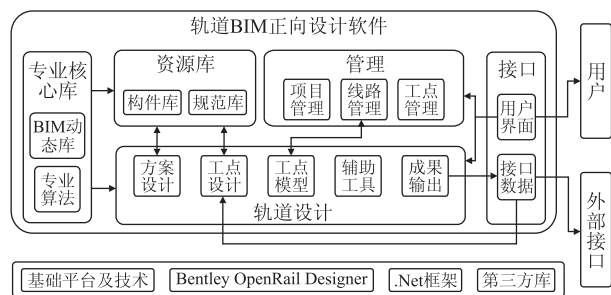 轨道BIM正向设计软件
专业核
心库
BIM动
态库
专业
算法
资源库
构件库
规范库
管理
项目
管理
线路
管理
工点
管理
接口
用户
界面
接口
数据
方案
设计
工点
设计
工点
模型
辅助
工具
成果
输出
轨道设计
用户
外部接口
基础平台及技术
Bentley OpenRail Designer
.Net框架
第三方库